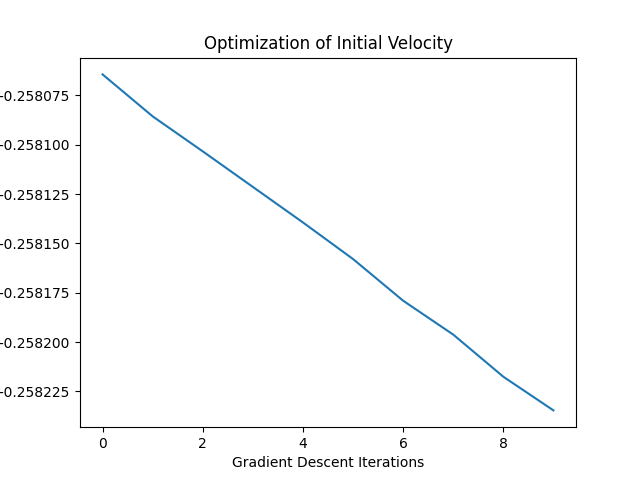 Optimization of Initial Velocity
-0.258075
-0.258100
-0.258125
-0.258150
-0.258175
-0.258200
-0.258225
0 2 4 6 8
Gradient Descent Iterations